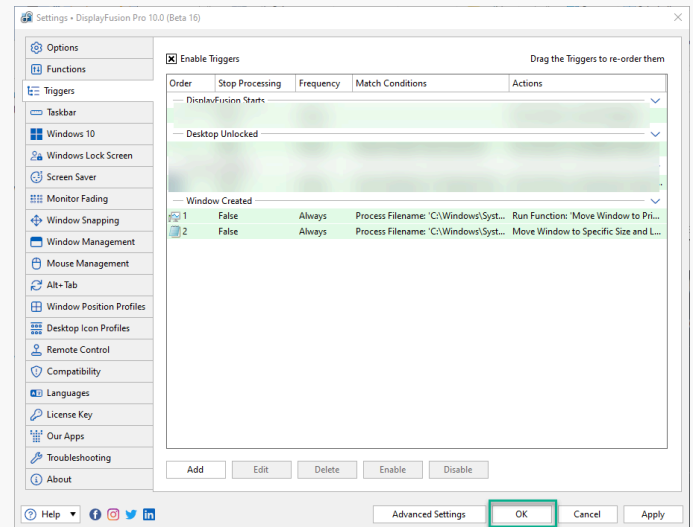 Settings • DisplayFusion Pro 10.0 (Beta 16)
Options
Functions
Triggers
Taskbar
Windows 10
Windows Lock Screen
Screen Saver
Monitor Fading
Window Snapping
Window Management
Mouse Management
Alt+Tab
Window Position Profiles
Desktop Icon Profiles
Remote Control
Compatibility
Languages
License Key
Our Apps
Troubleshooting
About
Enable Triggers Drag the Triggers to re-order them
Order Stop Processing Frequency Match Conditions Actions
DisplayFusion Starts
Desktop Unlocked
Window Created
1 False Always Process Filename: 'C:\Windows\Syst... Run Function: 'Move Window to Pri...
2 False Always Process Filename: 'C:\Windows\Syst... Move Window to Specific Size and L...
Add Edit Delete Enable Disable
Help Advanced Settings OK Cancel Apply